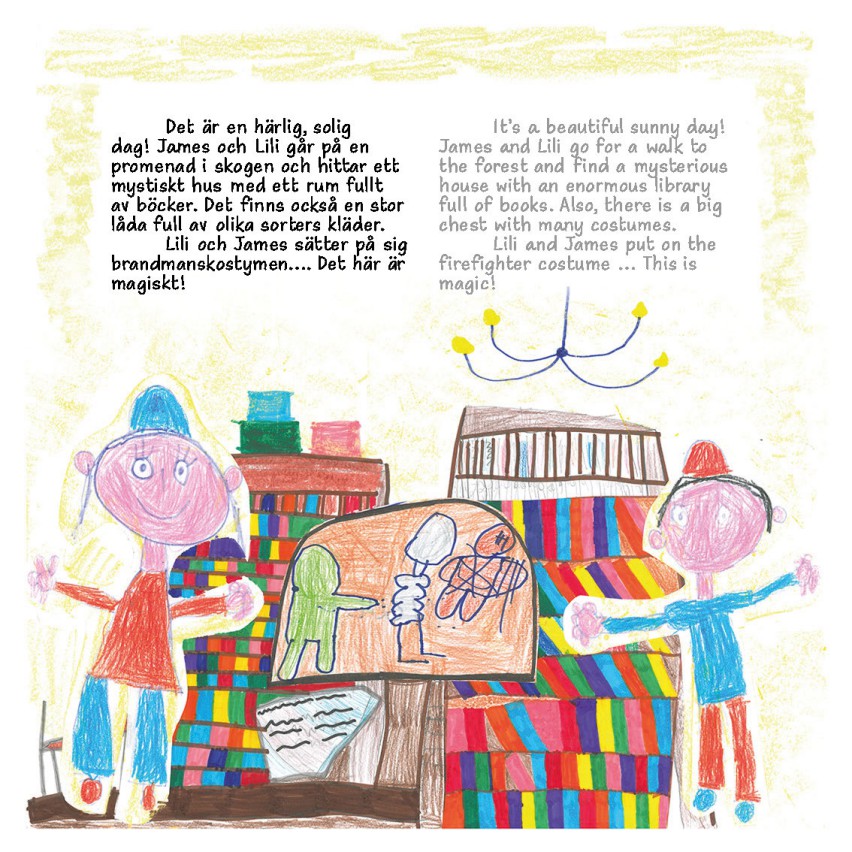 Det är en härlig, solig
dag! James och Lili går på en
promenad i skogen och hittar ett
mystiskt hus med ett rum fullt
av böcker. Det finns också en stor
låda full av olika sorters kläder.
Lili och James sätter på sig
brandmanskostymen.... Det här är
magiskt!
It's a beautiful sunny day!
James and Lili go for a walk to
the forest and find a mysterious
house with an enormous library
full of books. Also, there is a big
chest with many costumes.
Lili and James put on the
firefighter costume ... This is
magic!